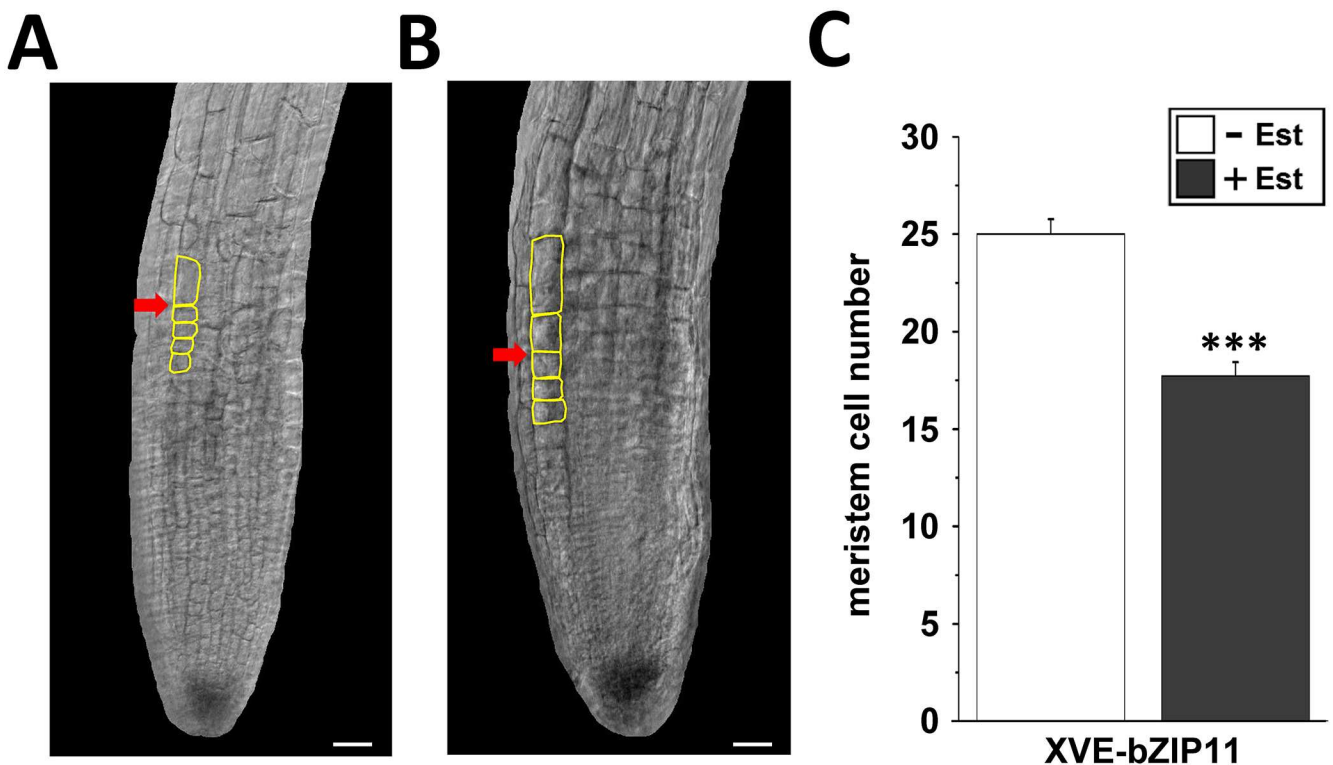 A
B
C
- Est
+ Est
30
25
20
15
10
5
0
meristem cell number
***
XVE-bZIP11